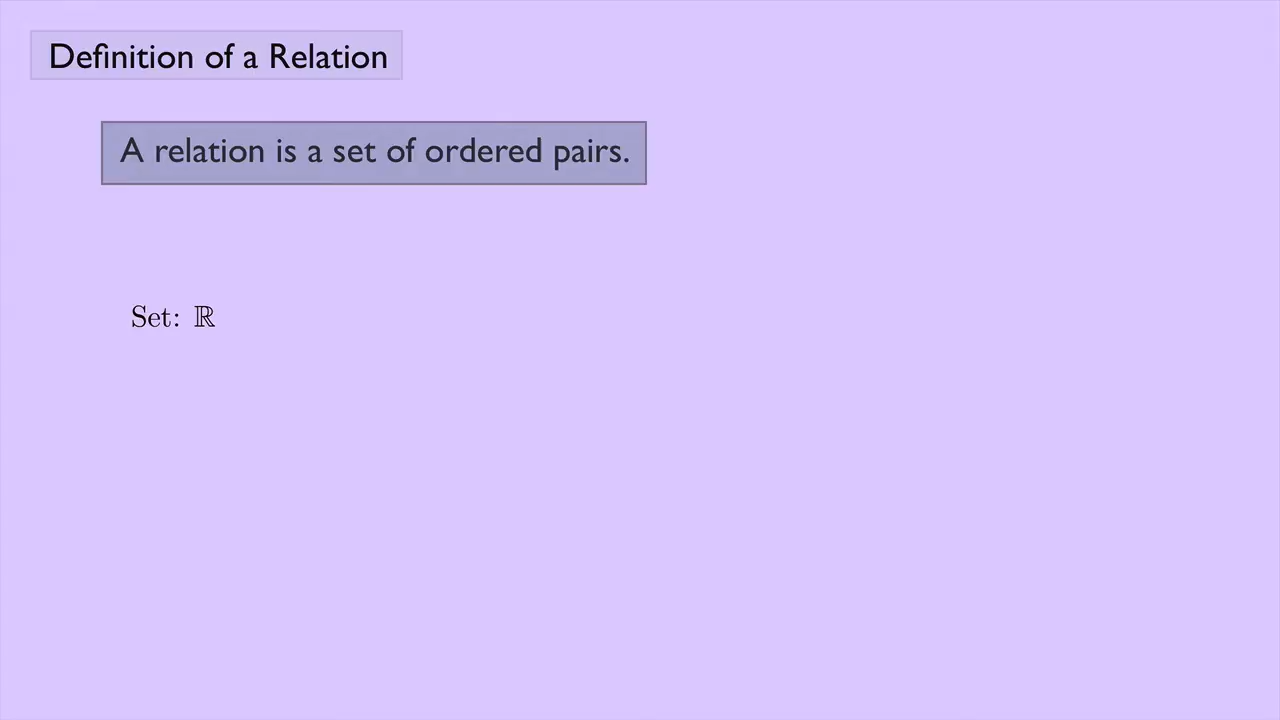 Definition of a Relation
A relation is a set of ordered pairs.
Set: ℝ